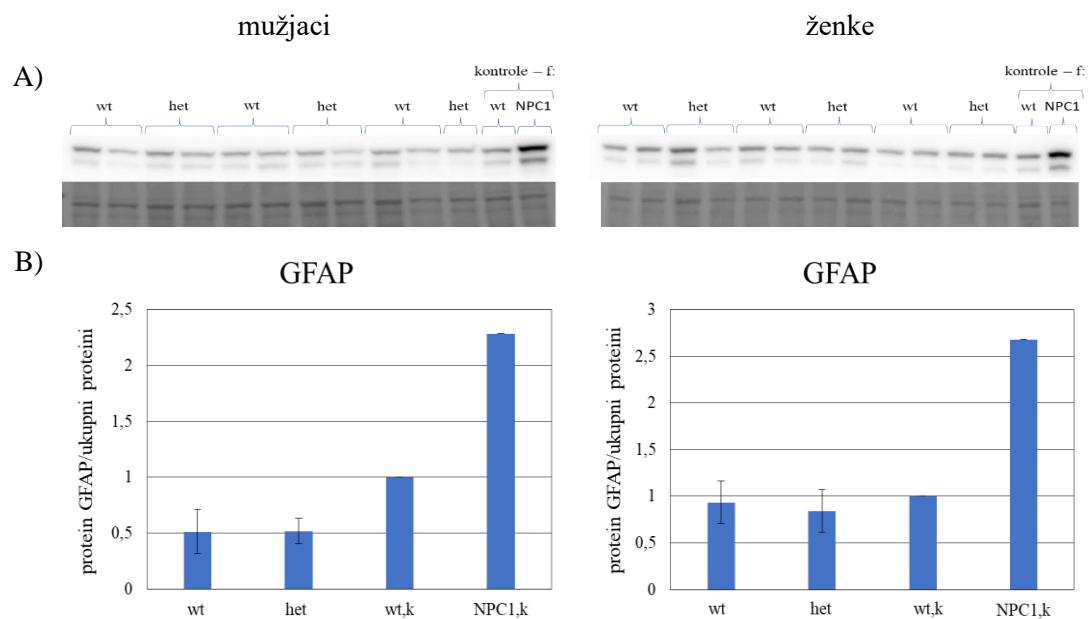 mužjaci
ženke
A)
kontrole – f:
wt het wt het wt het wt NPC1
kontrole – f:
wt het wt het wt het wt NPC1
B)
GFAP
protein GFAP/ukupni proteini
2,5
2
1,5
1
0,5
0
wt het wt,k NPC1,k
GFAP
protein GFAP/ukupni proteini
3
2,5
2
1,5
1
0,5
0
wt het wt,k NPC1,k